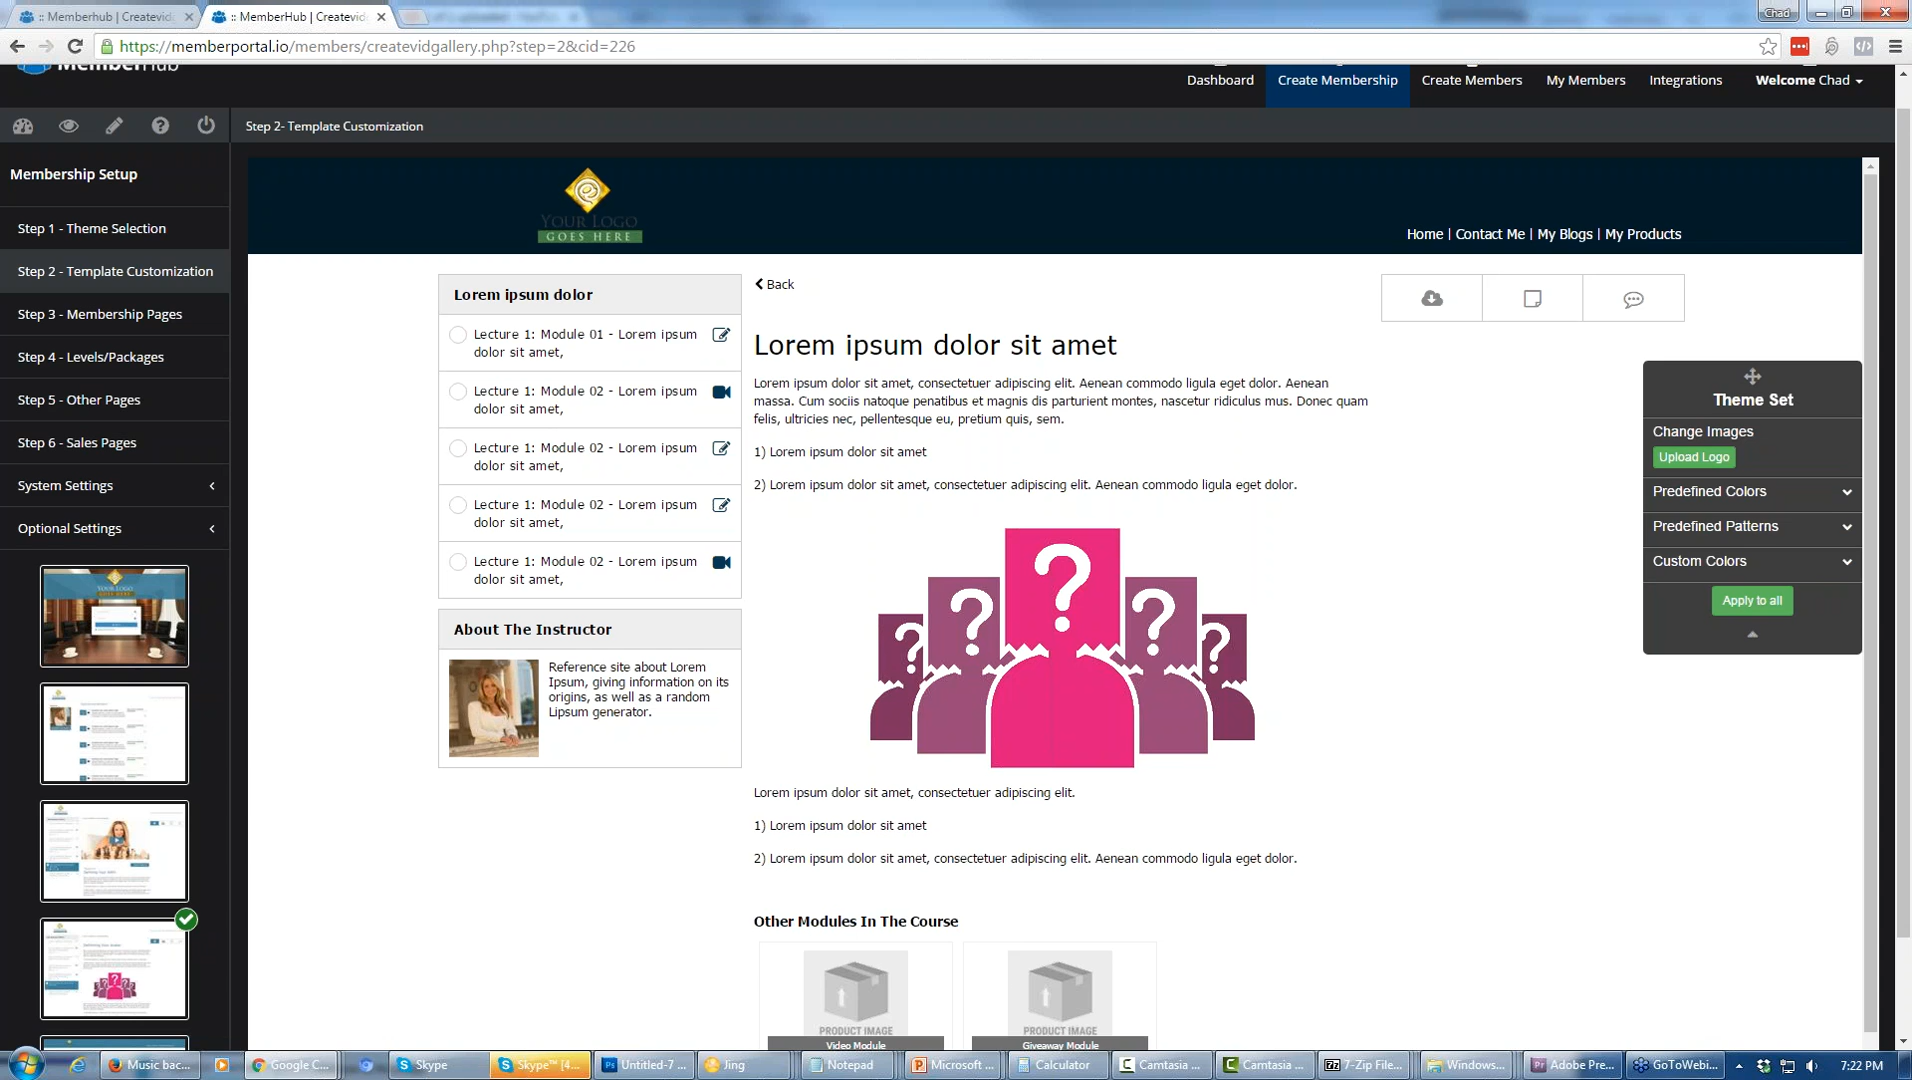 :: MemberHub | Createvid
:: MemberHub | Createvid
Chad
https://memberportal.io/members/createvidgallery.php?step=2&cid=226
MemberHub
Dashboard
Create Membership
Create Members
My Members
Integrations
Welcome Chad
Step 2- Template Customization
Membership Setup
Step 1 - Theme Selection
Step 2 - Template Customization
Step 3 - Membership Pages
Step 4 - Levels/Packages
Step 5 - Other Pages
Step 6 - Sales Pages
System Settings
Optional Settings
YOUR LOGO
GOES HERE
Home | Contact Me | My Blogs | My Products
Lorem ipsum dolor
Lecture 1: Module 01 - Lorem ipsum
dolor sit amet,
Lecture 1: Module 02 - Lorem ipsum
dolor sit amet,
Lecture 1: Module 02 - Lorem ipsum
dolor sit amet,
Lecture 1: Module 02 - Lorem ipsum
dolor sit amet,
Lecture 1: Module 02 - Lorem ipsum
dolor sit amet,
About The Instructor
Reference site about Lorem
Ipsum, giving information on its
origins, as well as a random
Lipsum generator.
Back
Lorem ipsum dolor sit amet
Lorem ipsum dolor sit amet, consectetuer adipiscing elit. Aenean commodo ligula eget dolor. Aenean
massa. Cum sociis natoque penatibus et magnis dis parturient montes, nascetur ridiculus mus. Donec quam
felis, ultricies nec, pellentesque eu, pretium quis, sem.
1) Lorem ipsum dolor sit amet
2) Lorem ipsum dolor sit amet, consectetuer adipiscing elit. Aenean commodo ligula eget dolor.
? ? ? ? ?
Lorem ipsum dolor sit amet, consectetuer adipiscing elit.
1) Lorem ipsum dolor sit amet
2) Lorem ipsum dolor sit amet, consectetuer adipiscing elit. Aenean commodo ligula eget dolor.
Other Modules In The Course
PRODUCT IMAGE
Video Module
PRODUCT IMAGE
Giveaway Module
Theme Set
Change Images
Upload Logo
Predefined Colors
Predefined Patterns
Custom Colors
Apply to all
Music bac...
Google C...
Skype
Skype™ [4...
Untitled-7 ...
Jing
Notepad
Microsoft ...
Calculator
Camtasia ...
Camtasia ...
7-Zip File...
Windows...
Adobe Pre...
GoToWebi...
7:22 PM